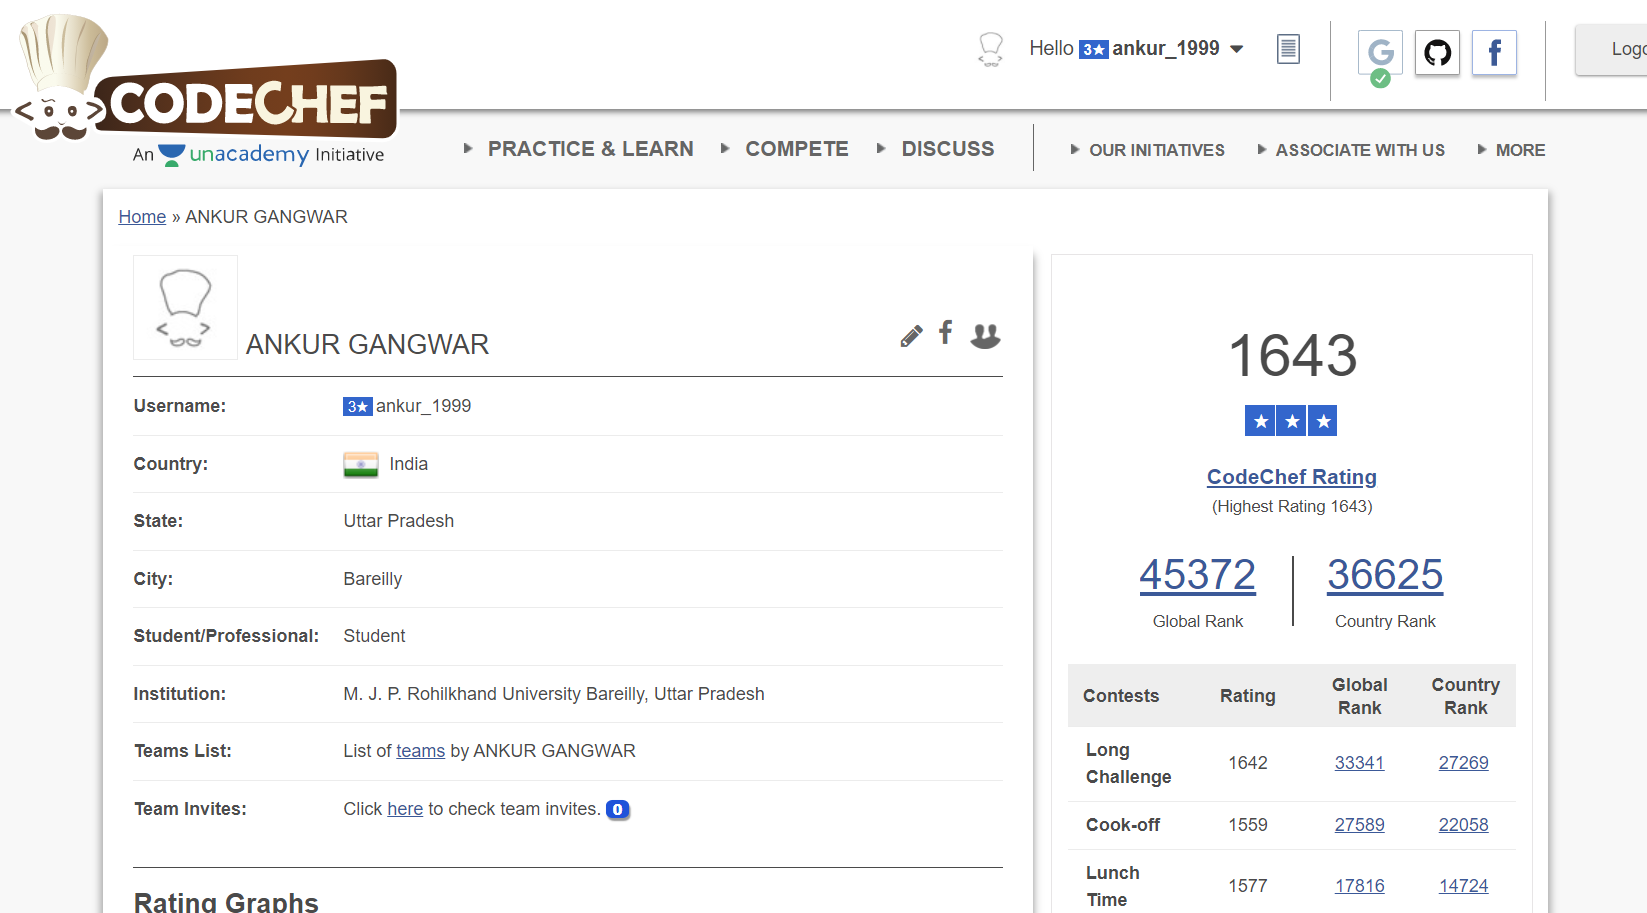 Hello 3★ ankur_1999
Logo
CODECHEF
An unacademy Initiative
PRACTICE & LEARN COMPETE DISCUSS OUR INITIATIVES ASSOCIATE WITH US MORE
Home » ANKUR GANGWAR
ANKUR GANGWAR
Username: 3★ ankur_1999
Country: India
State: Uttar Pradesh
City: Bareilly
Student/Professional: Student
Institution: M. J. P. Rohilkhand University Bareilly, Uttar Pradesh
Teams List: List of teams by ANKUR GANGWAR
Team Invites: Click here to check team invites. 0
Rating Graphs
1643
★ ★ ★
CodeChef Rating
(Highest Rating 1643)
45372 36625
Global Rank Country Rank
Contests Rating Global Rank Country Rank
Long Challenge 1642 33341 27269
Cook-off 1559 27589 22058
Lunch Time 1577 17816 14724